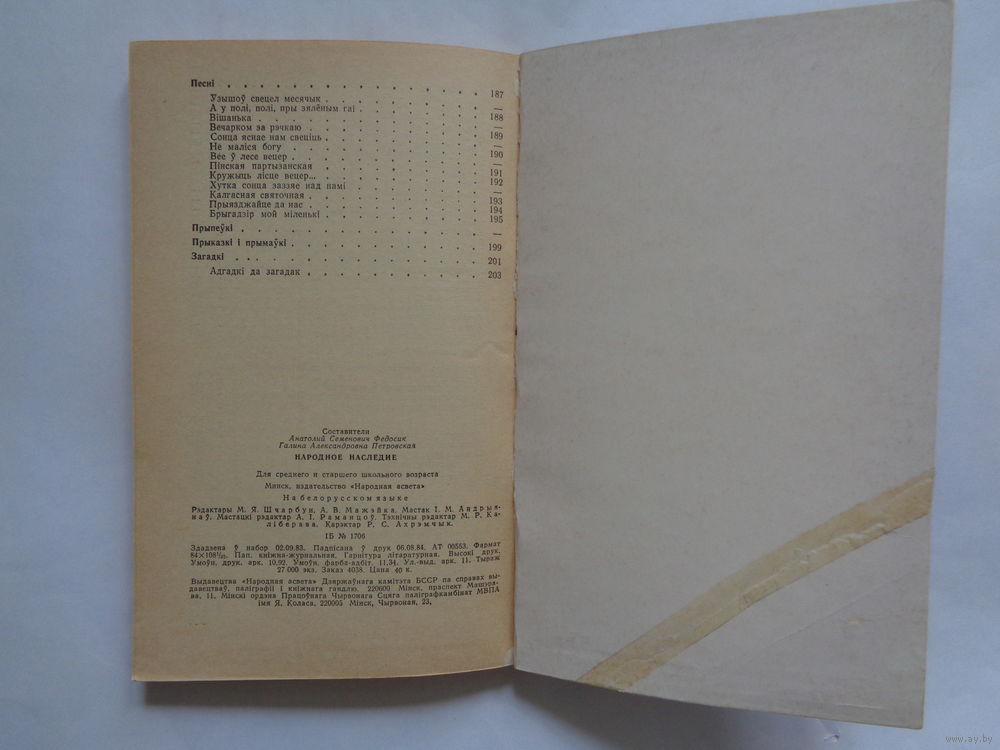 Песні . . . . . . . . . . . . . . . 187
Узышоў свецел месячык . . . . . . . . . . —
А у полі, полі, пры зялёным гаі . . . . . . . . 188
Вішанька . . . . . . . . . . . . . —
Вечарком за рэчкаю . . . . . . . . . . . 189
Сонца яснае нам свеціць . . . . . . . . . . —
Не маліся богу . . . . . . . . . . . . 190
Вее ў лесе вецер . . . . . . . . . . . . —
Пінская партызанская . . . . . . . . . . . 191
Кружыць лісце вецер... . . . . . . . . . . 192
Хутка сонца заззяе над намі . . . . . . . . . —
Калгасная святочная . . . . . . . . . . . 193
Прыязджайце да нас . . . . . . . . . . . 194
Брыгадзір мой міленькі . . . . . . . . . . 195
Прыпеўкі . . . . . . . . . . . . . . —
Прыказкі і прымаўкі . . . . . . . . . . . 199
Загадкі . . . . . . . . . . . . . . 201
Адгадкі да загадак . . . . . . . . . . . 203
Составители
Анатолий Семенович Федосик
Галина Александровна Петровская
НАРОДНОЕ НАСЛЕДИЕ
Для среднего и старшего школьного возраста
Минск, издательство «Народная асвета»
На белорусском языке
Рэдактары М. Я. Шчарбун, А. В. Мажэйка. Мастак І. М. Андрыя-
наў. Мастацкі рэдактар А. І. Раманцоў. Тэхнічны рэдактар М. Р. Ка-
ліберава. Карэктар Р. С. Ахрэмчык.
ІБ № 1706
Здадзена ў набор 02.09.83. Падпісана ў друк 06.08.84. АТ 00553. Фармат
84×108¹/₃₂. Пап. кніжна-журнальная. Гарнітура літаратурная. Высокі друк.
Умоўн. друк. арк. 10,92. Умоўн. фарба-адбіт. 11,34. Ул.-выд. арк. 11. Тыраж
27 000 экз. Заказ 4038. Цана 40 к.
Выдавецтва «Народная асвета» Дзяржаўнага камітэта БССР па справах вы-
давецтваў, паліграфіі і кніжнага гандлю. 220600 Мінск, праспект Машэра-
ва, 11. Мінскі ордэна Працоўнага Чырвонага Сцяга паліграфкамбінат МВПА
імя Я. Коласа. 220005 Мінск, Чырвоная, 23.
www.ay.by